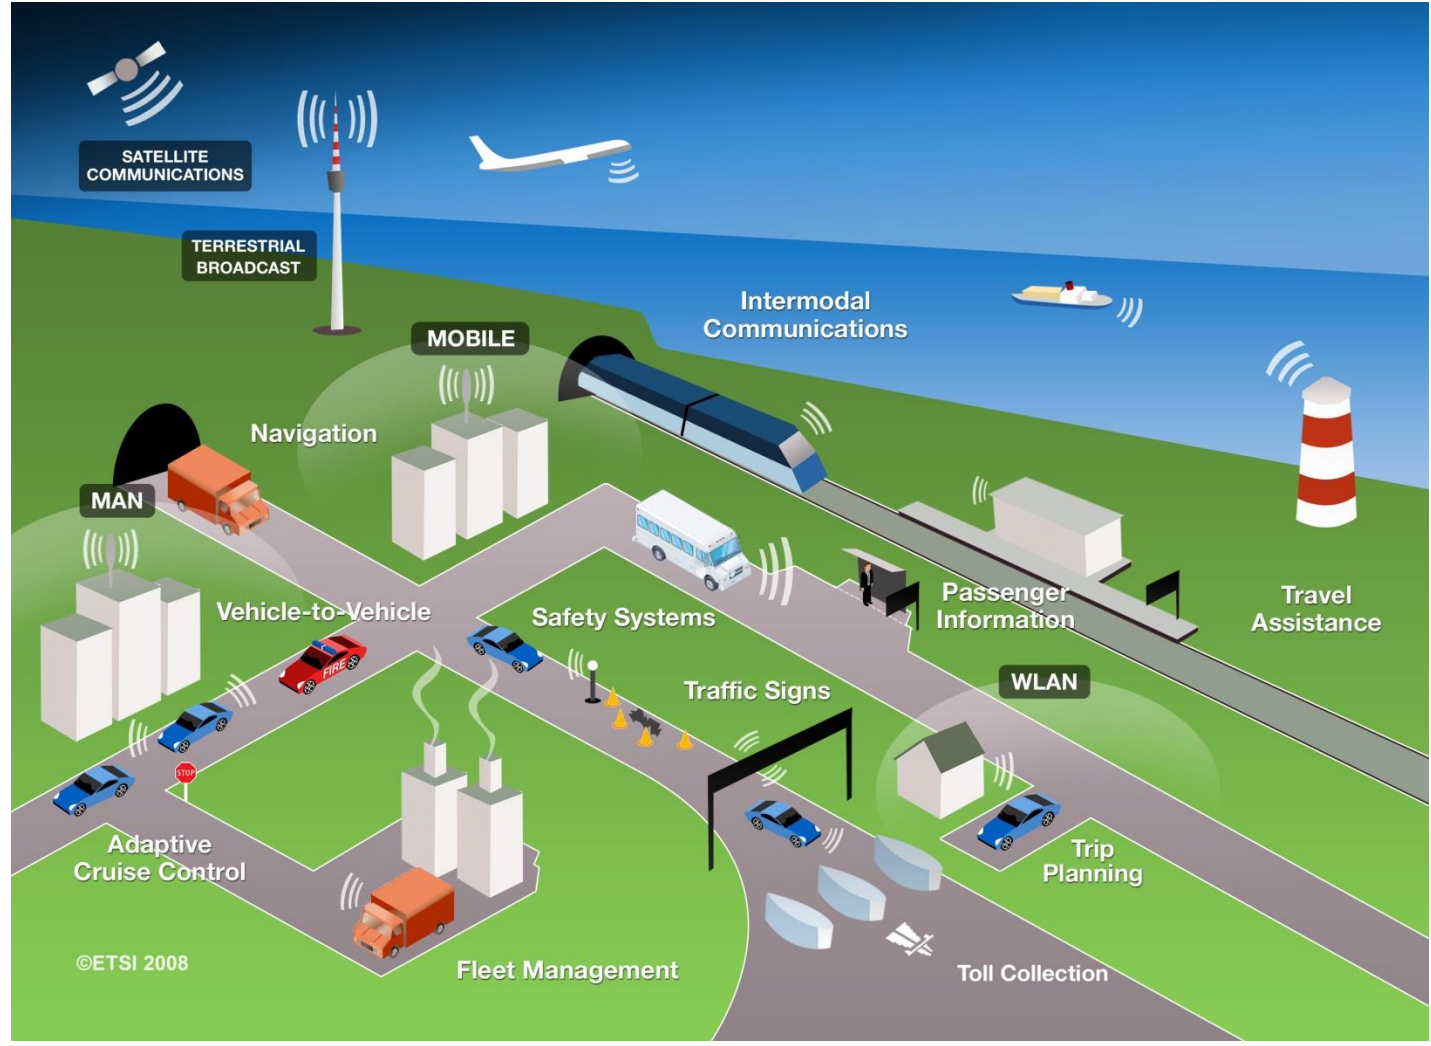 SATELLITE
COMMUNICATIONS
TERRESTRIAL
BROADCAST
Intermodal
Communications
MOBILE
Navigation
MAN
Vehicle-to-Vehicle
Safety Systems
Passenger
Information
Travel
Assistance
FIRE
WLAN
Traffic Signs
STOP
Adaptive
Cruise Control
Trip
Planning
©ETSI 2008
Fleet Management
Toll Collection